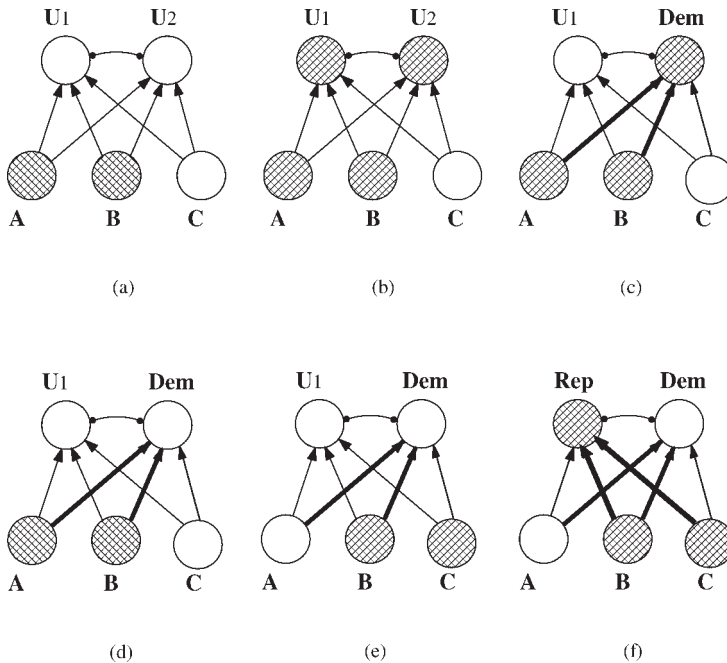 U1 U2 U1 U2 U1 Dem
A B C A B C A B C
(a) (b) (c)
U1 Dem U1 Dem Rep Dem
A B C A B C A B C
(d) (e) (f)